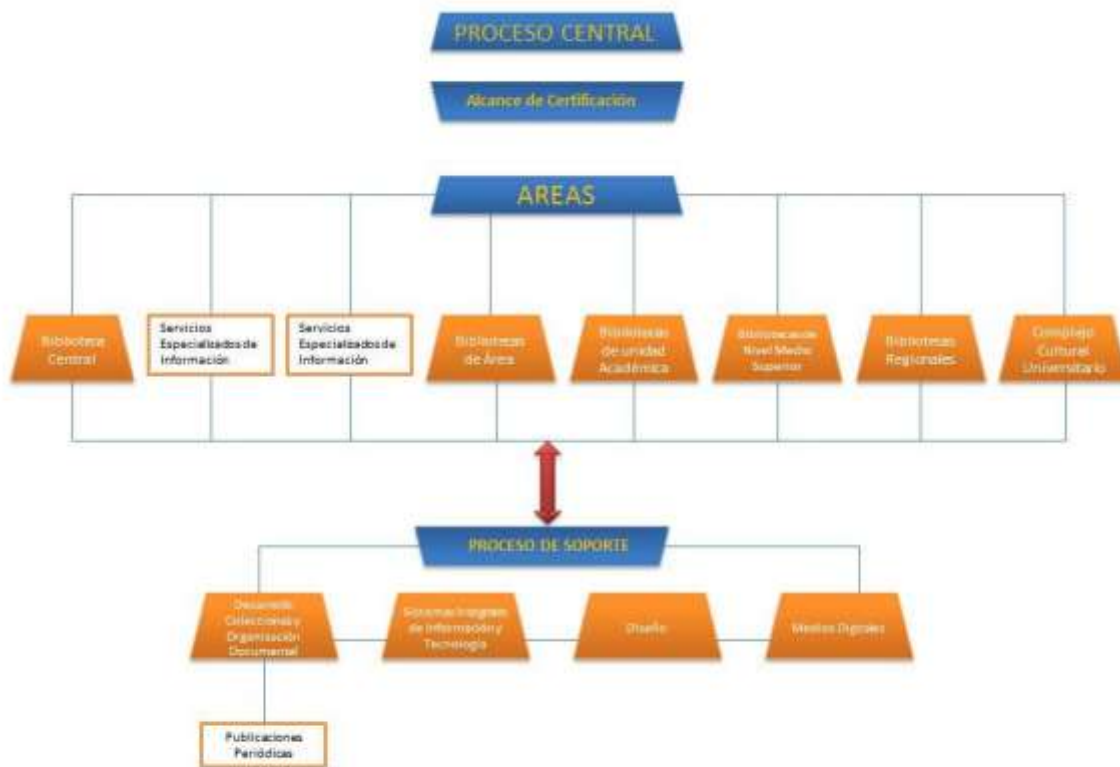 PROCESO CENTRAL
Alcance de Certificación
AREAS
Biblioteca
Central
Servicios
Especializados de
Información
Servicios
Especializados de
Información
Bibliotecas
de Área
Bibliotecas
de unidad
Académica
Bibliotecas de
Nivel Medio
Superior
Bibliotecas
Regionales
Complejo
Cultural
Universitario
PROCESO DE SOPORTE
Desarrollo
Colecciones y
Organización
Documental
Sistemas Integrales
de Información y
Tecnología
Diseño
Medios Digitales
Publicaciones
Periódicas